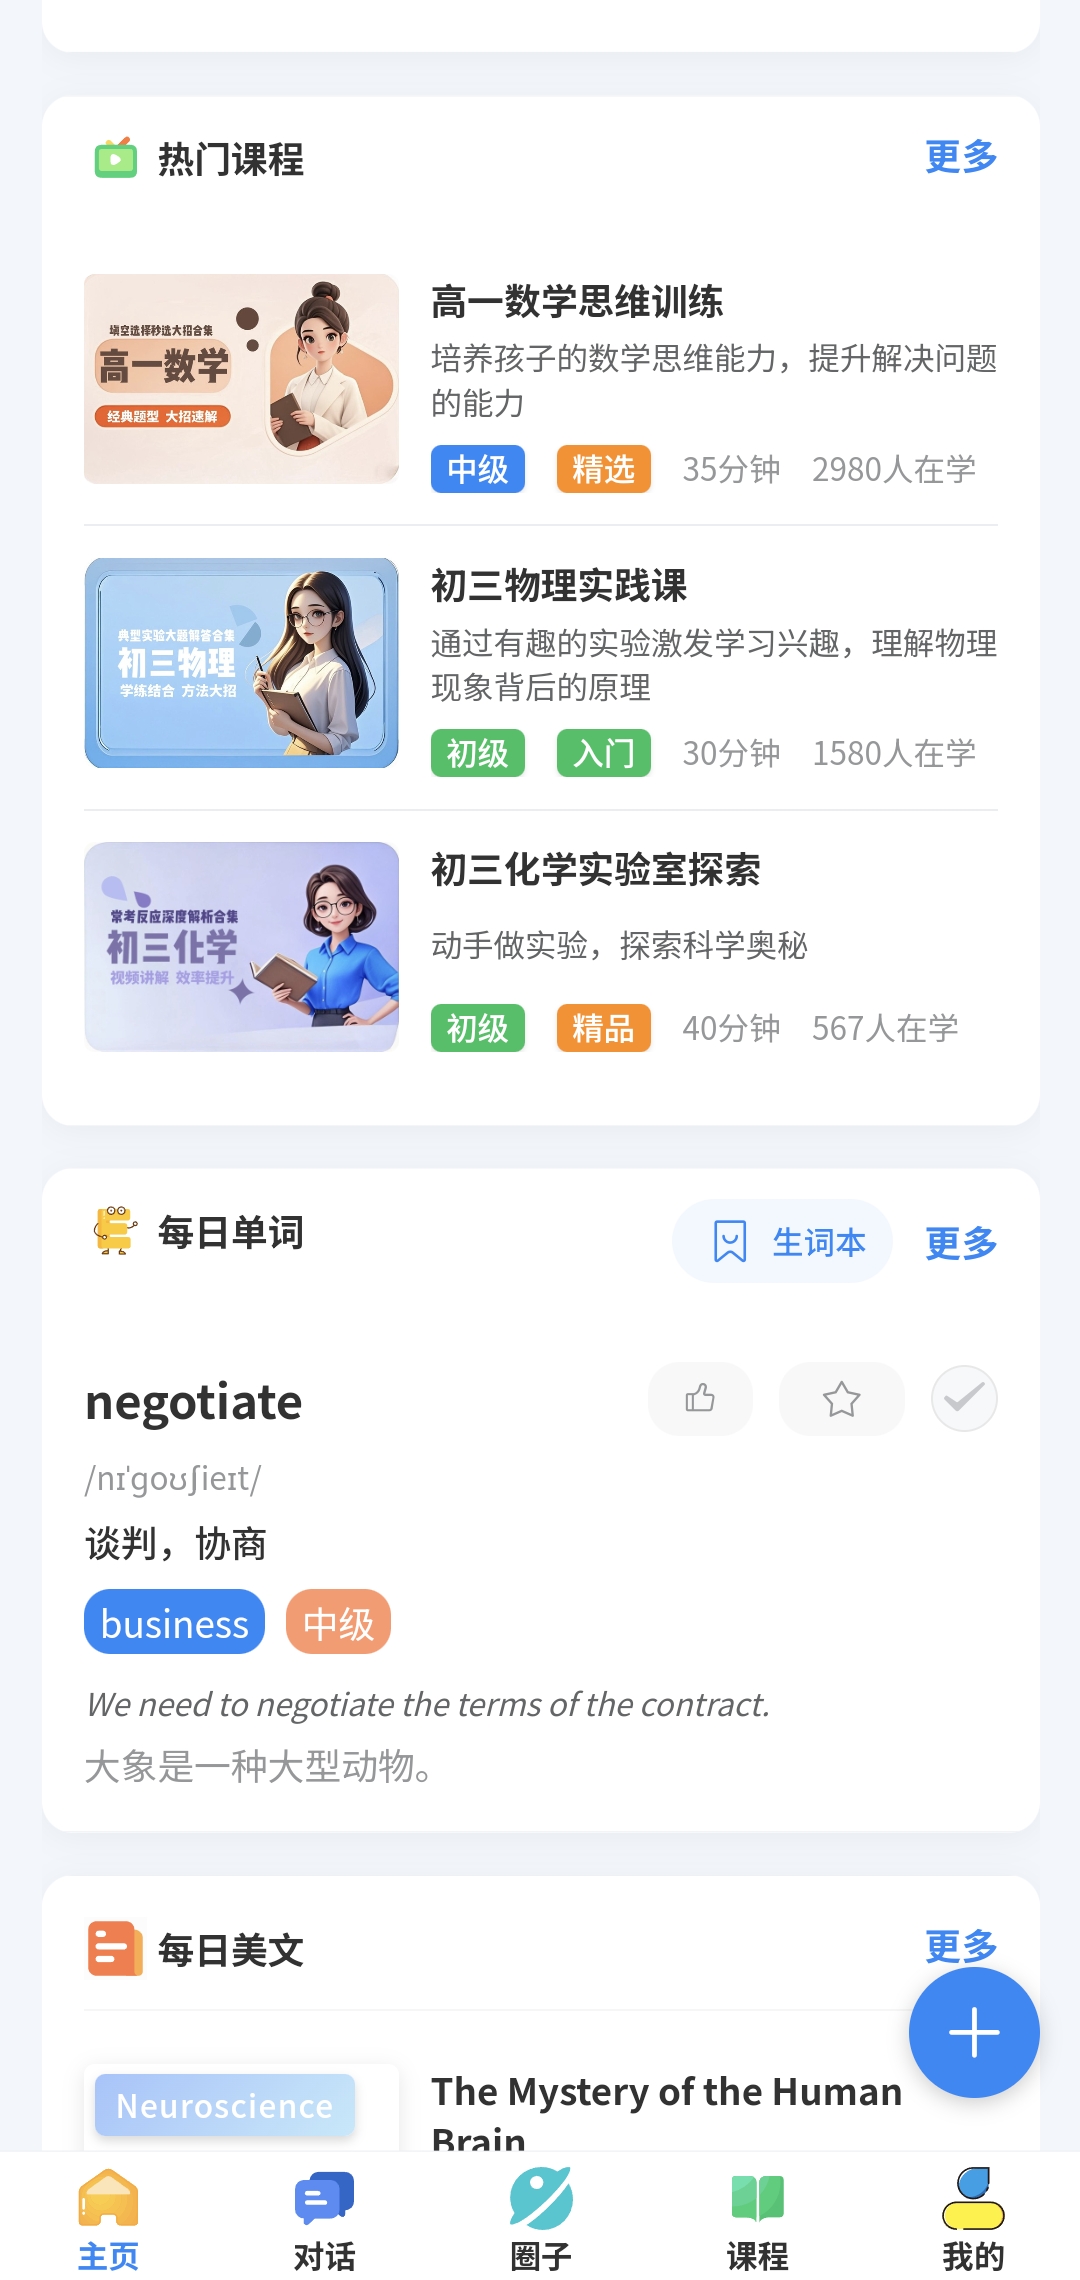 热门课程
更多
填空选择秒选大招合集
高一数学
经典题型 大招速解
高一数学思维训练
培养孩子的数学思维能力，提升解决问题
的能力
中级 精选 35分钟 2980人在学
典型实验大题解答合集
初三物理
学练结合 方法大招
初三物理实践课
通过有趣的实验激发学习兴趣，理解物理
现象背后的原理
初级 入门 30分钟 1580人在学
常考反应深度解析合集
初三化学
视频讲解 效率提升
初三化学实验室探索
动手做实验，探索科学奥秘
初级 精品 40分钟 567人在学
每日单词
生词本 更多
negotiate
/nɪˈɡoʊʃieɪt/
谈判，协商
business 中级
We need to negotiate the terms of the contract.
大象是一种大型动物。
每日美文
更多
Neuroscience
The Mystery of the Human
Brain
主页 对话 圈子 课程 我的